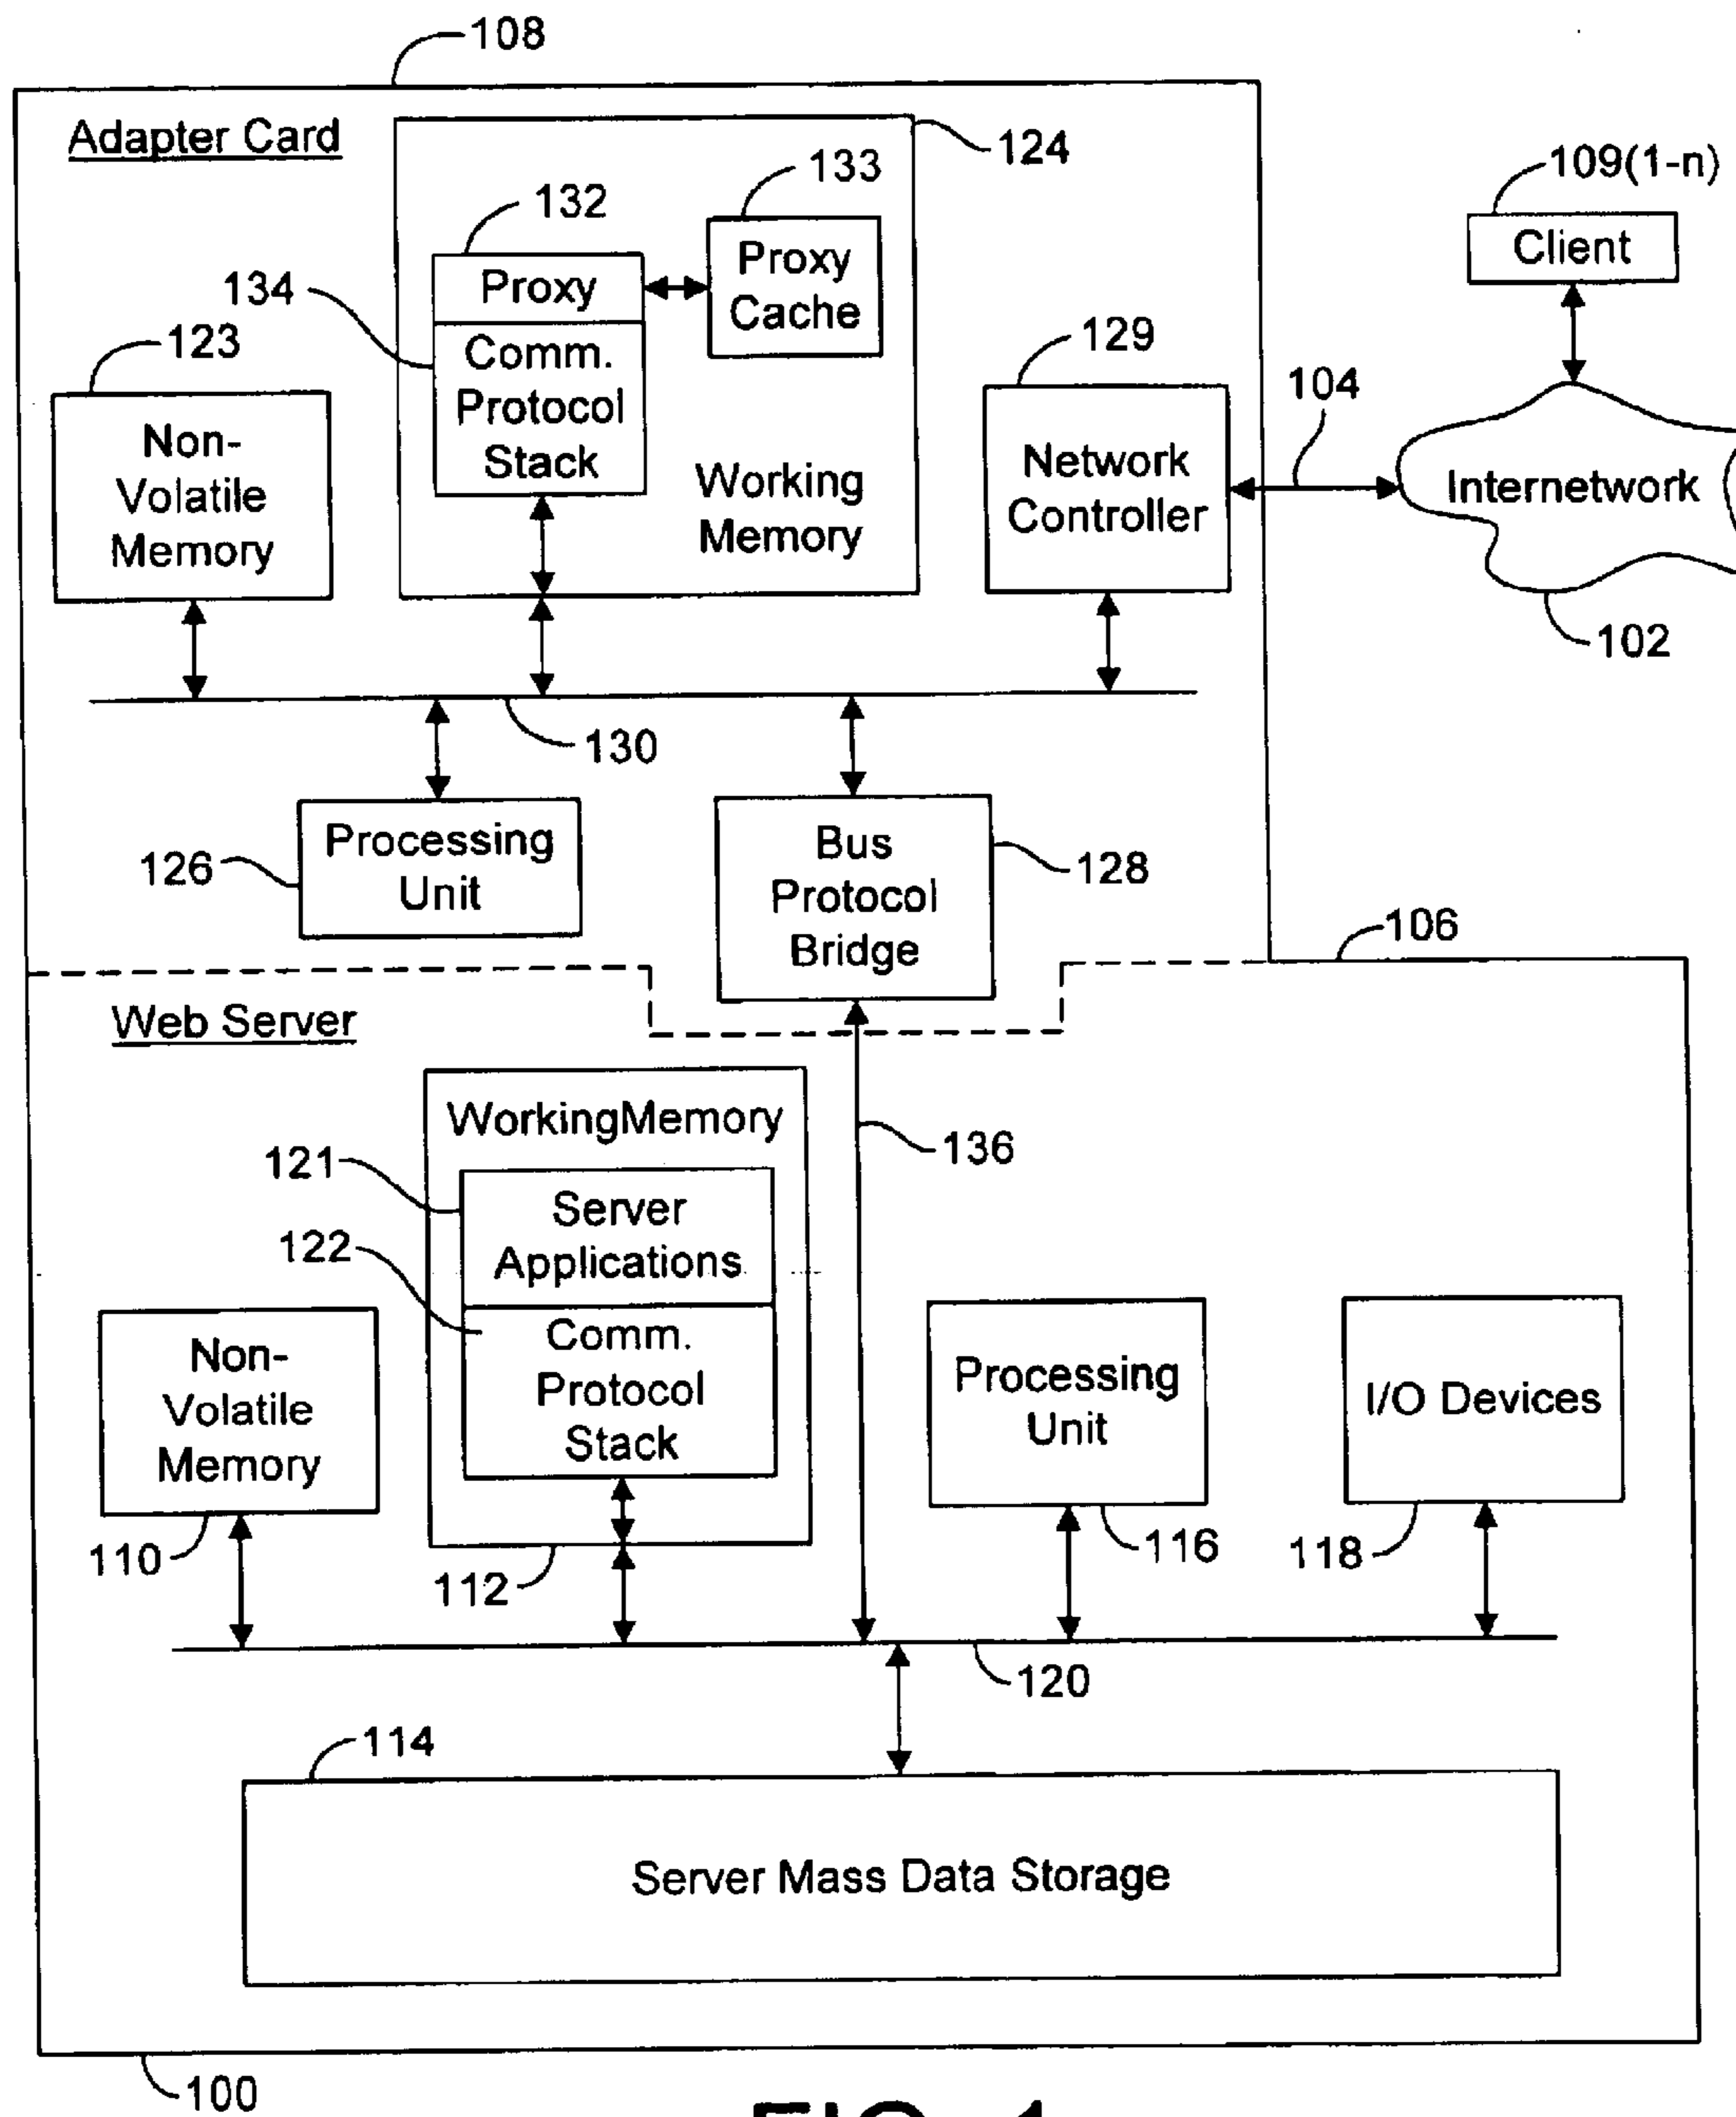 108
Adapter Card
124
133
109(1-n)
132
Proxy
Cache
Client
134
Proxy
123
Comm.
Protocol
Stack
129
104
Non-
Volatile
Memory
Working
Memory
Network
Controller
Internetwork
102
130
126
Processing
Unit
Bus
Protocol
Bridge
128
106
Web Server
WorkingMemory
136
121
Server
Applications
122
Comm.
Protocol
Stack
Non-
Volatile
Memory
Processing
Unit
I/O Devices
110
112
116
118
120
114
Server Mass Data Storage
100
FIG. 1